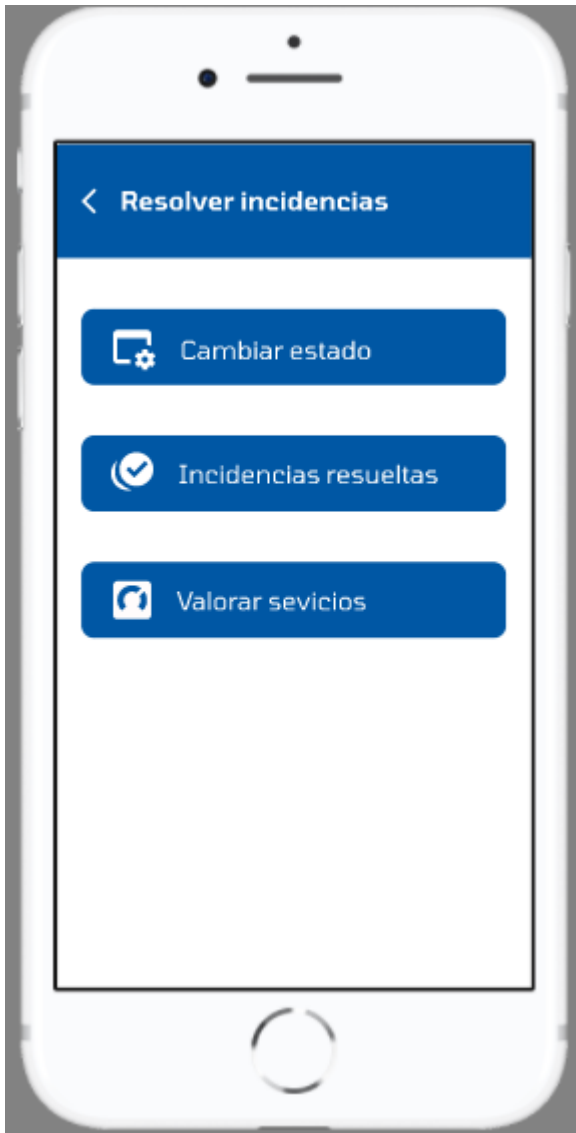 Resolver incidencias
Cambiar estado
Incidencias resueltas
Valorar sevicios